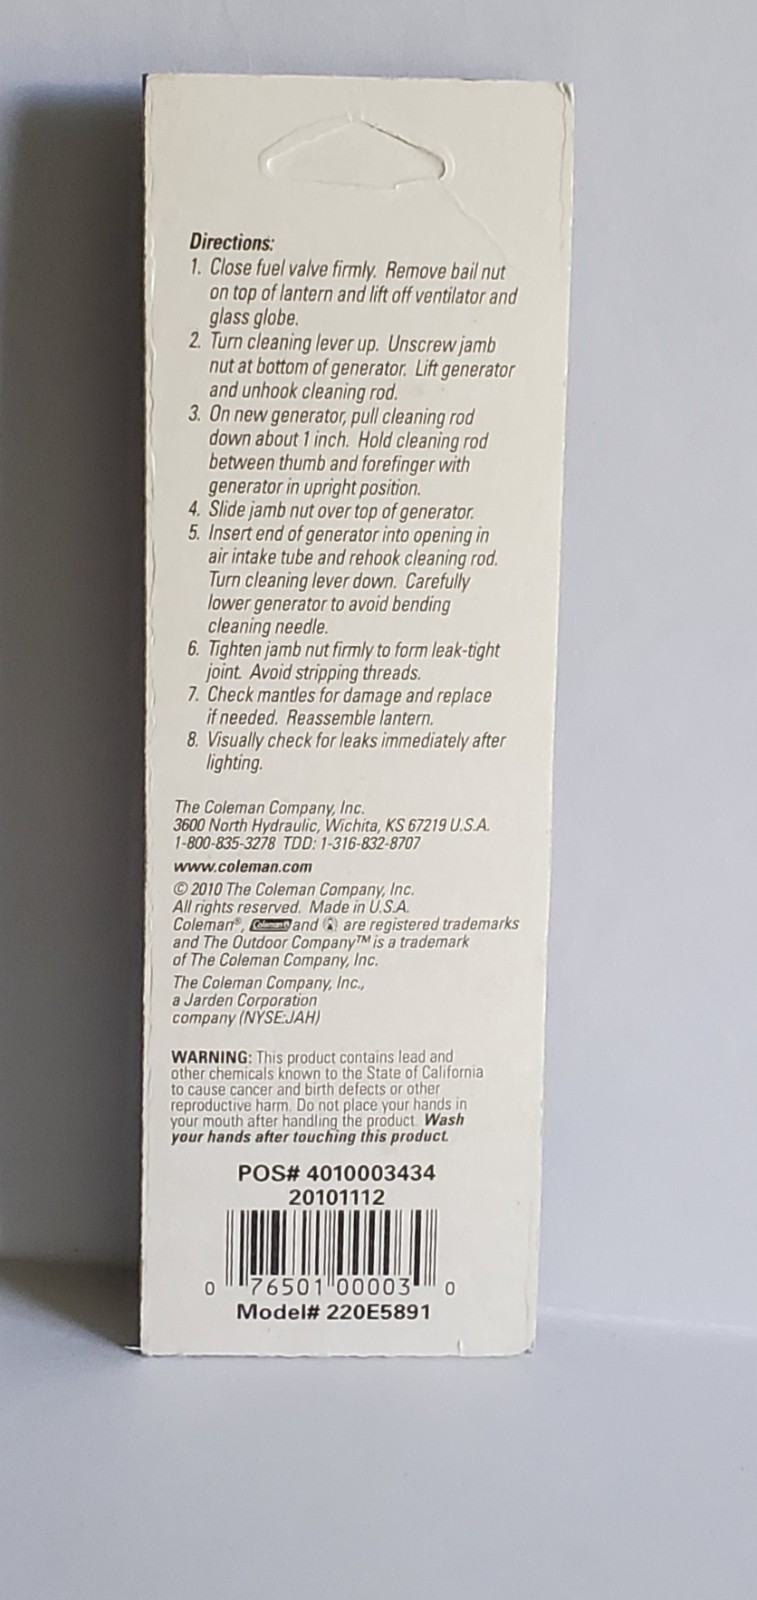 Directions:
1. Close fuel valve firmly. Remove bail nut
on top of lantern and lift off ventilator and
glass globe.
2. Turn cleaning lever up. Unscrew jamb
nut at bottom of generator. Lift generator
and unhook cleaning rod.
3. On new generator, pull cleaning rod
down about 1 inch. Hold cleaning rod
between thumb and forefinger with
generator in upright position.
4. Slide jamb nut over top of generator.
5. Insert end of generator into opening in
air intake tube and rehook cleaning rod.
Turn cleaning lever down. Carefully
lower generator to avoid bending
cleaning needle.
6. Tighten jamb nut firmly to form leak-tight
joint. Avoid stripping threads.
7. Check mantles for damage and replace
if needed. Reassemble lantern.
8. Visually check for leaks immediately after
lighting.
The Coleman Company, Inc.
3600 North Hydraulic, Wichita, KS 67219 U.S.A.
1-800-835-3278 TDD: 1-316-832-8707
www.coleman.com
© 2010 The Coleman Company, Inc.
All rights reserved. Made in U.S.A.
Coleman®, Coleman® and are registered trademarks
and The Outdoor Company™ is a trademark
of The Coleman Company, Inc.
The Coleman Company, Inc.,
a Jarden Corporation
company (NYSE:JAH)
WARNING: This product contains lead and
other chemicals known to the State of California
to cause cancer and birth defects or other
reproductive harm. Do not place your hands in
your mouth after handling the product. Wash
your hands after touching this product.
POS# 4010003434
20101112
0 76501 00003 0
Model# 220E5891